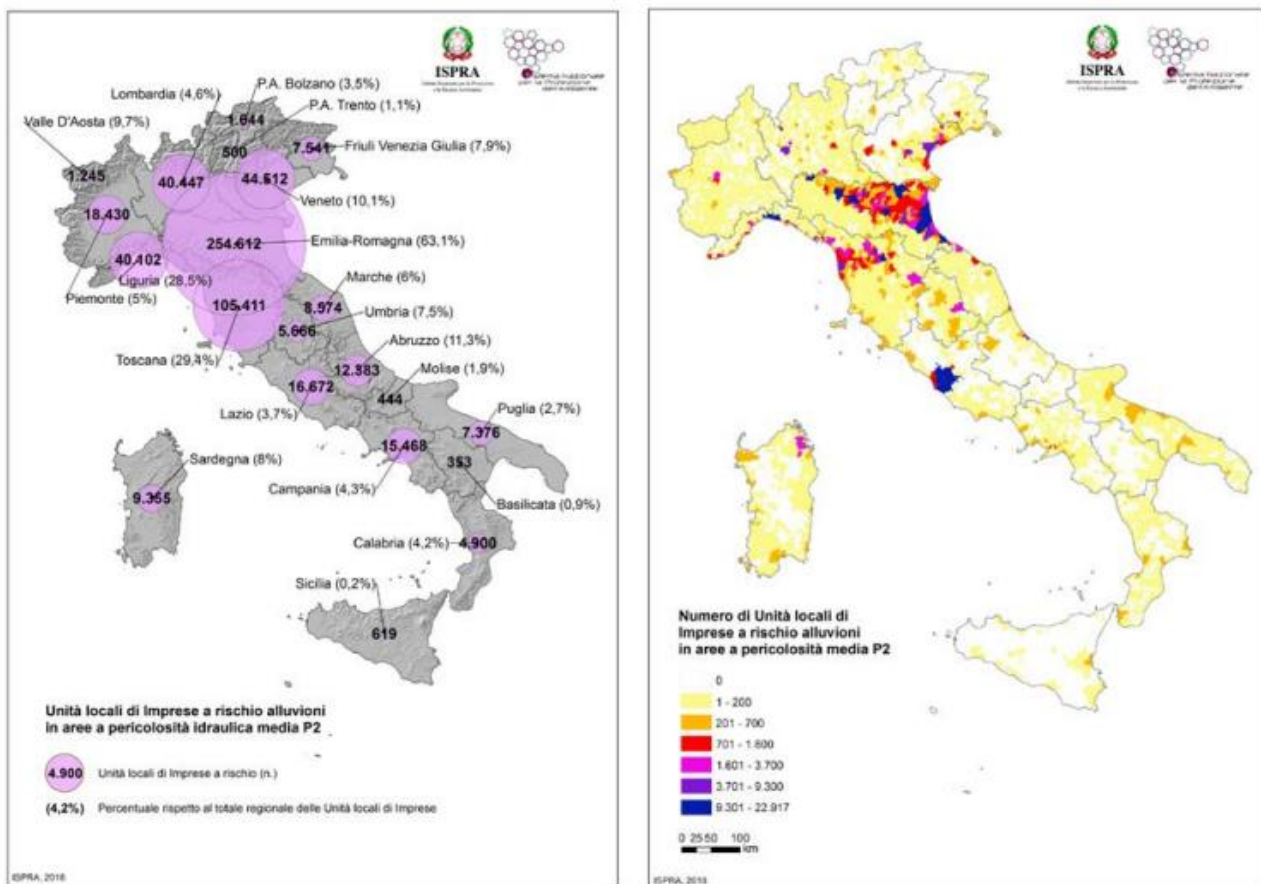 ISPRA
P.A. Bolzano (3,5%)
Lombardia (4,6%)
P.A. Trento (1,1%)
Valle D'Aosta (9,7%)
1.644
Friuli Venezia Giulia (7,9%)
500
7.541
1.245
40.447
44.512
Veneto (10,1%)
18.430
254.612
Emilia-Romagna (63,1%)
40.102
Liguria (28,5%)
Marche (6%)
Piemonte (5%)
105.411
8.974
Umbria (7,5%)
5.666
Abruzzo (11,3%)
Toscana (29,4%)
12.383
Molise (1,9%)
16.672
444
Lazio (3,7%)
Puglia (2,7%)
7.376
15.468
Sardegna (8%)
353
9.355
Campania (4,3%)
Basilicata (0,9%)
Calabria (4,2%)
4.900
Sicilia (0,2%)
619
Unità locali di Imprese a rischio alluvioni
in aree a pericolosità idraulica media P2
4.900 Unità locali di Imprese a rischio (n.)
(4,2%) Percentuale rispetto al totale regionale delle Unità locali di Imprese
ISPRA, 2018
ISPRA
Numero di Unità locali di
Imprese a rischio alluvioni
in aree a pericolosità media P2
0
1 - 200
201 - 700
701 - 1.600
1.601 - 3.700
3.701 - 9.300
9.301 - 22.917
0 25 50 100
km
ISPRA, 2018